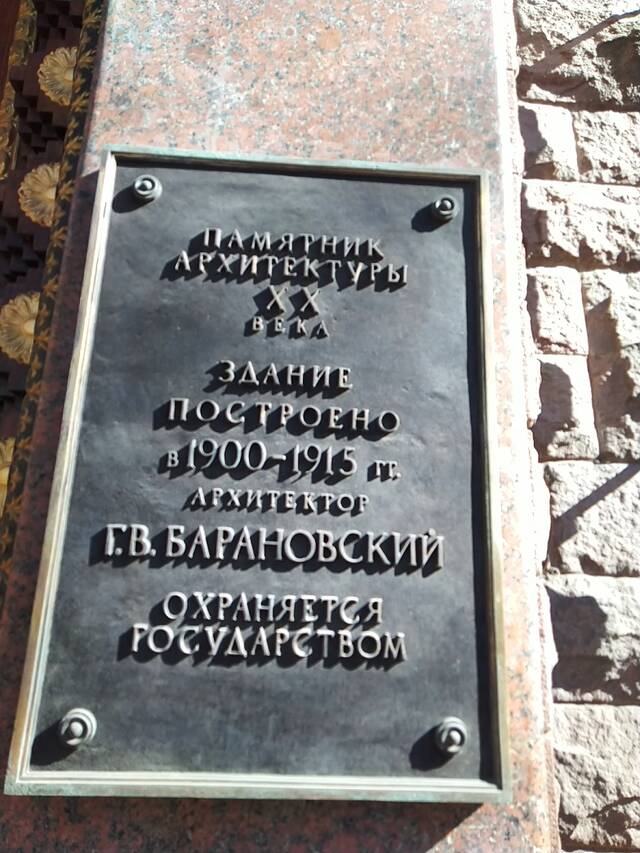 ПАМЯТНИК
АРХИТЕКТУРЫ
XX
ВЕКА
ЗДАНИЕ
ПОСТРОЕНО
в 1900–1915 гг.
АРХИТЕКТОР
Г.В. БАРАНОВСКИЙ
ОХРАНЯЕТСЯ
ГОСУДАРСТВОМ